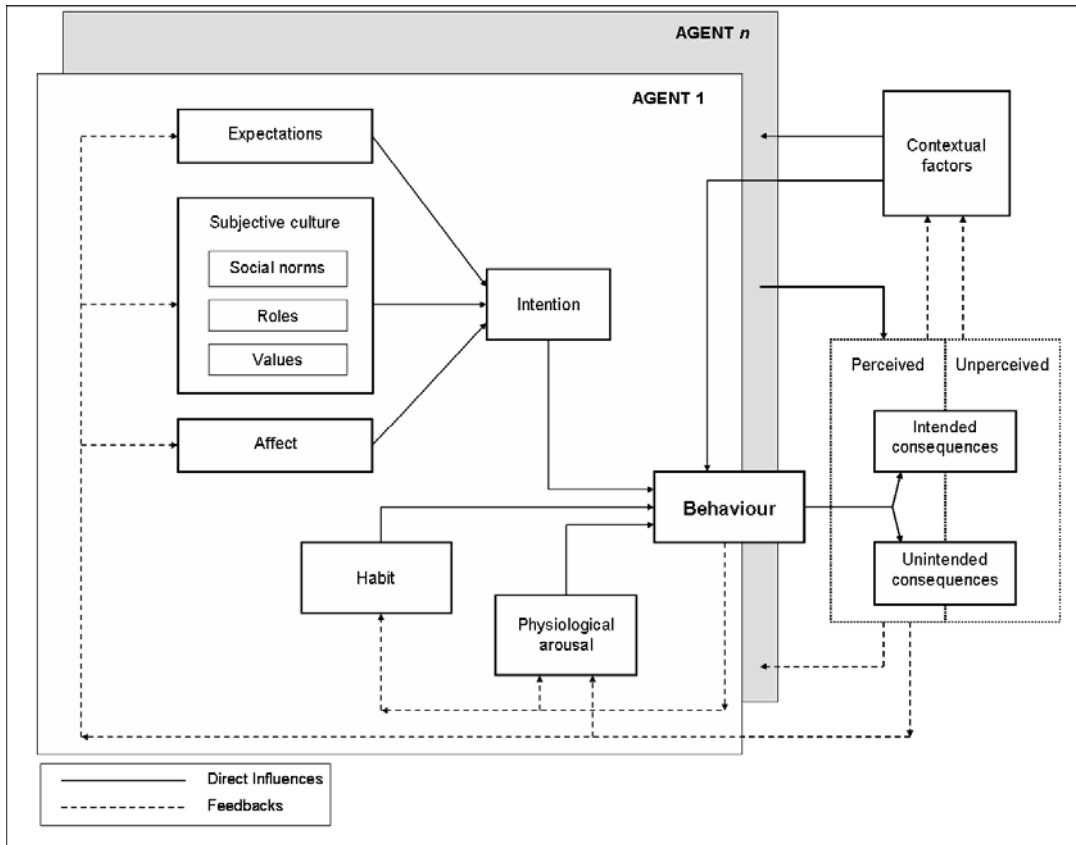 AGENT n
AGENT 1
Expectations
Contextual
factors
Subjective culture
Social norms
Roles
Values
Intention
Perceived
Unperceived
Affect
Intended
consequences
Behaviour
Habit
Unintended
consequences
Physiological
arousal
Direct Influences
Feedbacks